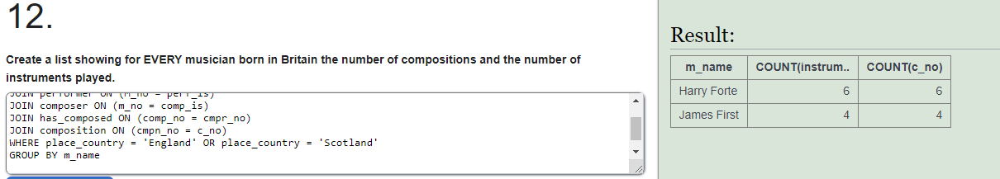 12.
Create a list showing for EVERY musician born in Britain the number of compositions and the number of
instruments played.
JOIN performer ON (m_no = perf_is)
JOIN composer ON (m_no = comp_is)
JOIN has_composed ON (comp_no = cmpr_no)
JOIN composition ON (cmpn_no = c_no)
WHERE place_country = 'England' OR place_country = 'Scotland'
GROUP BY m_name
Result:
m_name COUNT(instrum.. COUNT(c_no)
Harry Forte 6 6
James First 4 4